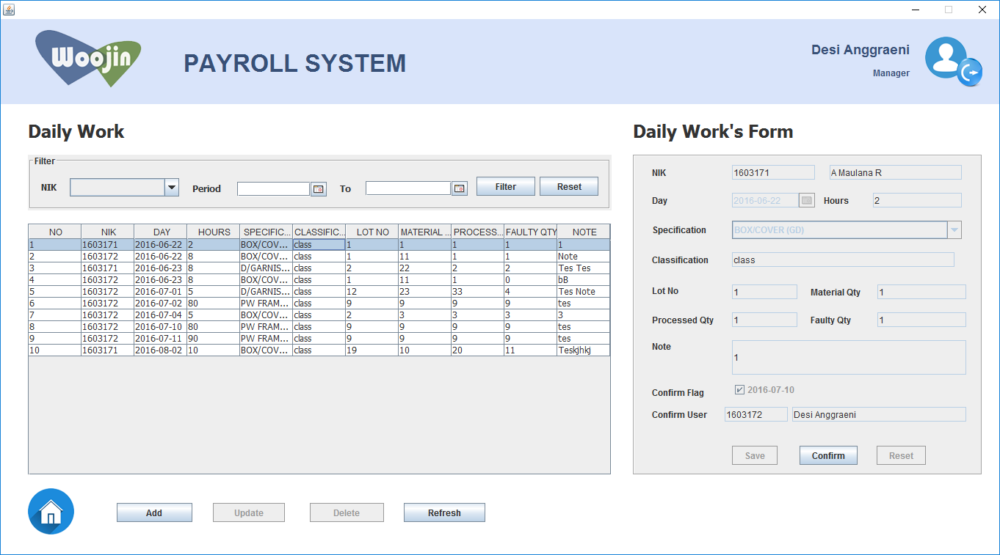 Woojin
PAYROLL SYSTEM
Desi Anggraeni
Manager
Daily Work
Filter
NIK Period To Filter Reset
NO NIK DAY HOURS SPECIFIC... CLASSIFIC... LOT NO MATERIAL ... PROCESS... FAULTY QTY NOTE
1 1603171 2016-06-22 2 BOX/COV... class 1 1 1 1 1
2 1603172 2016-06-22 8 BOX/COV... class 1 11 1 1 Note
3 1603171 2016-06-23 8 D/GARNIS... class 2 22 2 2 Tes Tes
4 1603172 2016-06-23 8 BOX/COV... class 1 11 1 0 bB
5 1603172 2016-07-01 5 D/GARNIS... class 12 23 33 4 Tes Note
6 1603172 2016-07-02 80 PW FRAM... class 9 9 9 9 tes
7 1603172 2016-07-04 5 BOX/COV... class 2 3 3 3 3
8 1603172 2016-07-10 80 PW FRAM... class 9 9 9 9 tes
9 1603172 2016-07-11 90 PW FRAM... class 9 9 9 9 tes
10 1603171 2016-08-02 10 BOX/COV... class 19 10 20 11 Teskjhkj
Add Update Delete Refresh
Daily Work's Form
NIK 1603171 A Maulana R
Day 2016-06-22 Hours 2
Specification BOX/COVER (GD)
Classification class
Lot No 1 Material Qty 1
Processed Qty 1 Faulty Qty 1
Note 1
Confirm Flag 2016-07-10
Confirm User 1603172 Desi Anggraeni
Save Confirm Reset